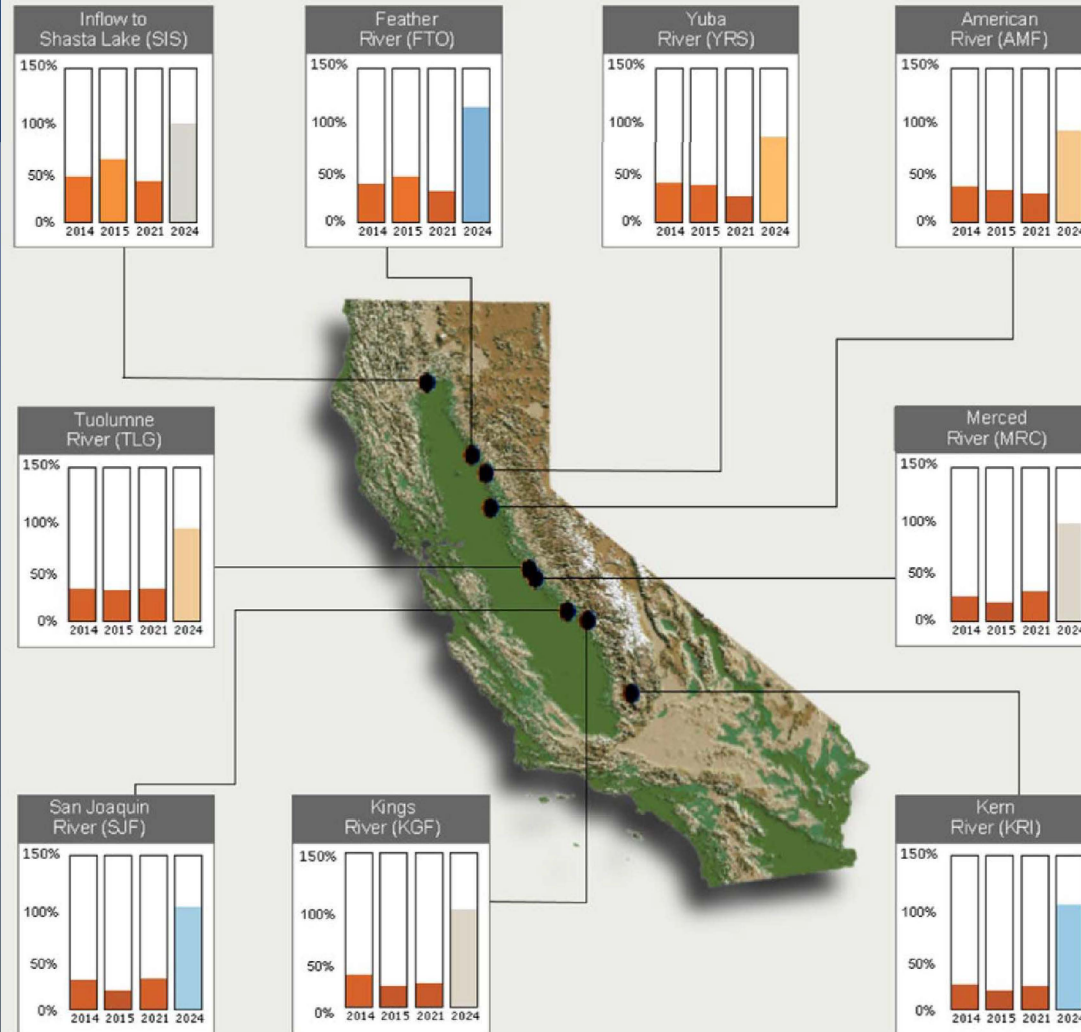 Inflow to
Shasta Lake (SIS)
150%
100%
50%
0%
2014 2015 2021 2024
Feather
River (FTO)
150%
100%
50%
0%
2014 2015 2021 2024
Yuba
River (YRS)
150%
100%
50%
0%
2014 2015 2021 2024
American
River (AMF)
150%
100%
50%
0%
2014 2015 2021 2024
Tuolumne
River (TLG)
150%
100%
50%
0%
2014 2015 2021 2024
Merced
River (MRC)
150%
100%
50%
0%
2014 2015 2021 2024
San Joaquin
River (SJF)
150%
100%
50%
0%
2014 2015 2021 2024
Kings
River (KGF)
150%
100%
50%
0%
2014 2015 2021 2024
Kern
River (KRI)
150%
100%
50%
0%
2014 2015 2021 2024